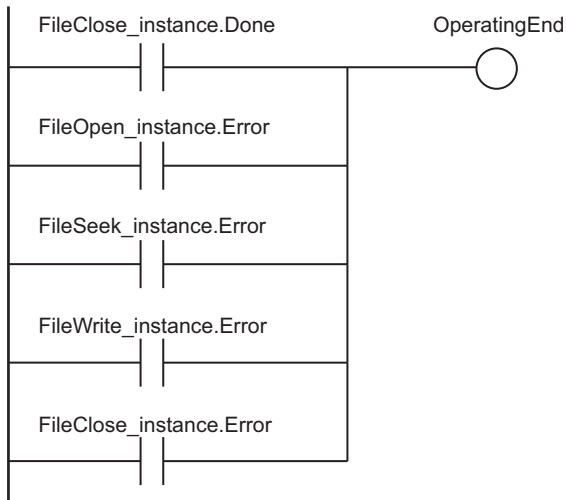 FileClose_instance.Done
OperatingEnd
FileOpen_instance.Error
FileSeek_instance.Error
FileWrite_instance.Error
FileClose_instance.Error